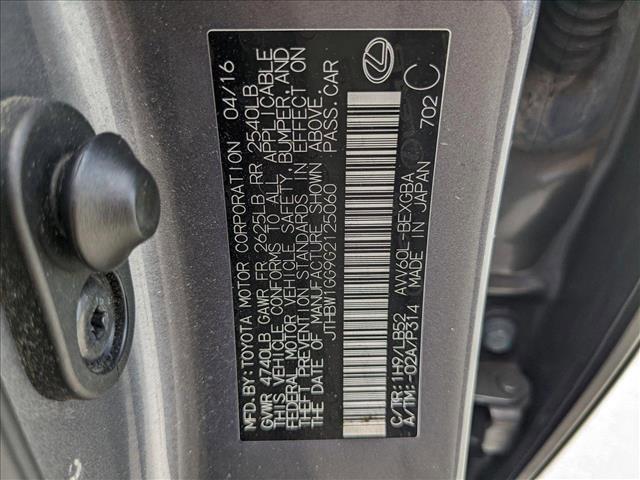 MFD. BY: TOYOTA MOTOR CORPORATION 04/16
GVWR 4740LB GAWR FR 2625LB RR 2540LB
THIS VEHICLE CONFORMS TO ALL APPLICABLE
FEDERAL MOTOR VEHICLE SAFETY, BUMPER, AND
THEFT PREVENTION STANDARDS IN EFFECT ON
THE DATE OF MANUFACTURE SHOWN ABOVE.
JTHBW1GG9G2125060 PASS. CAR
C/TR: 1H9/LB52 AVV60L-BEXGBA
A/TM: -02A/P314 MADE IN JAPAN 702 C